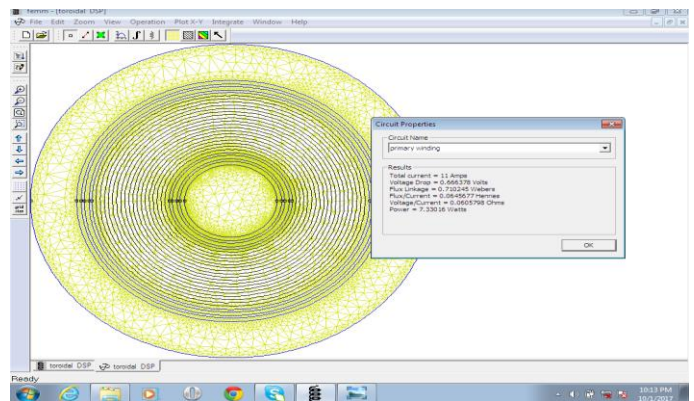 femm - [toroidal DSP]
File Edit Zoom View Operation Plot X-Y Integrate Window Help
Circuit Properties
Circuit Name
primary winding
Results
Total current = 11 Amps
Voltage Drop = 0.666378 Volts
Flux Linkage = 0.710245 Webers
Flux/Current = 0.0645677 Henries
Voltage/Current = 0.0605798 Ohms
Power = 7.33016 Watts
OK
toroidal DSP
toroidal DSP
Ready
10:13 PM
10/1/2017